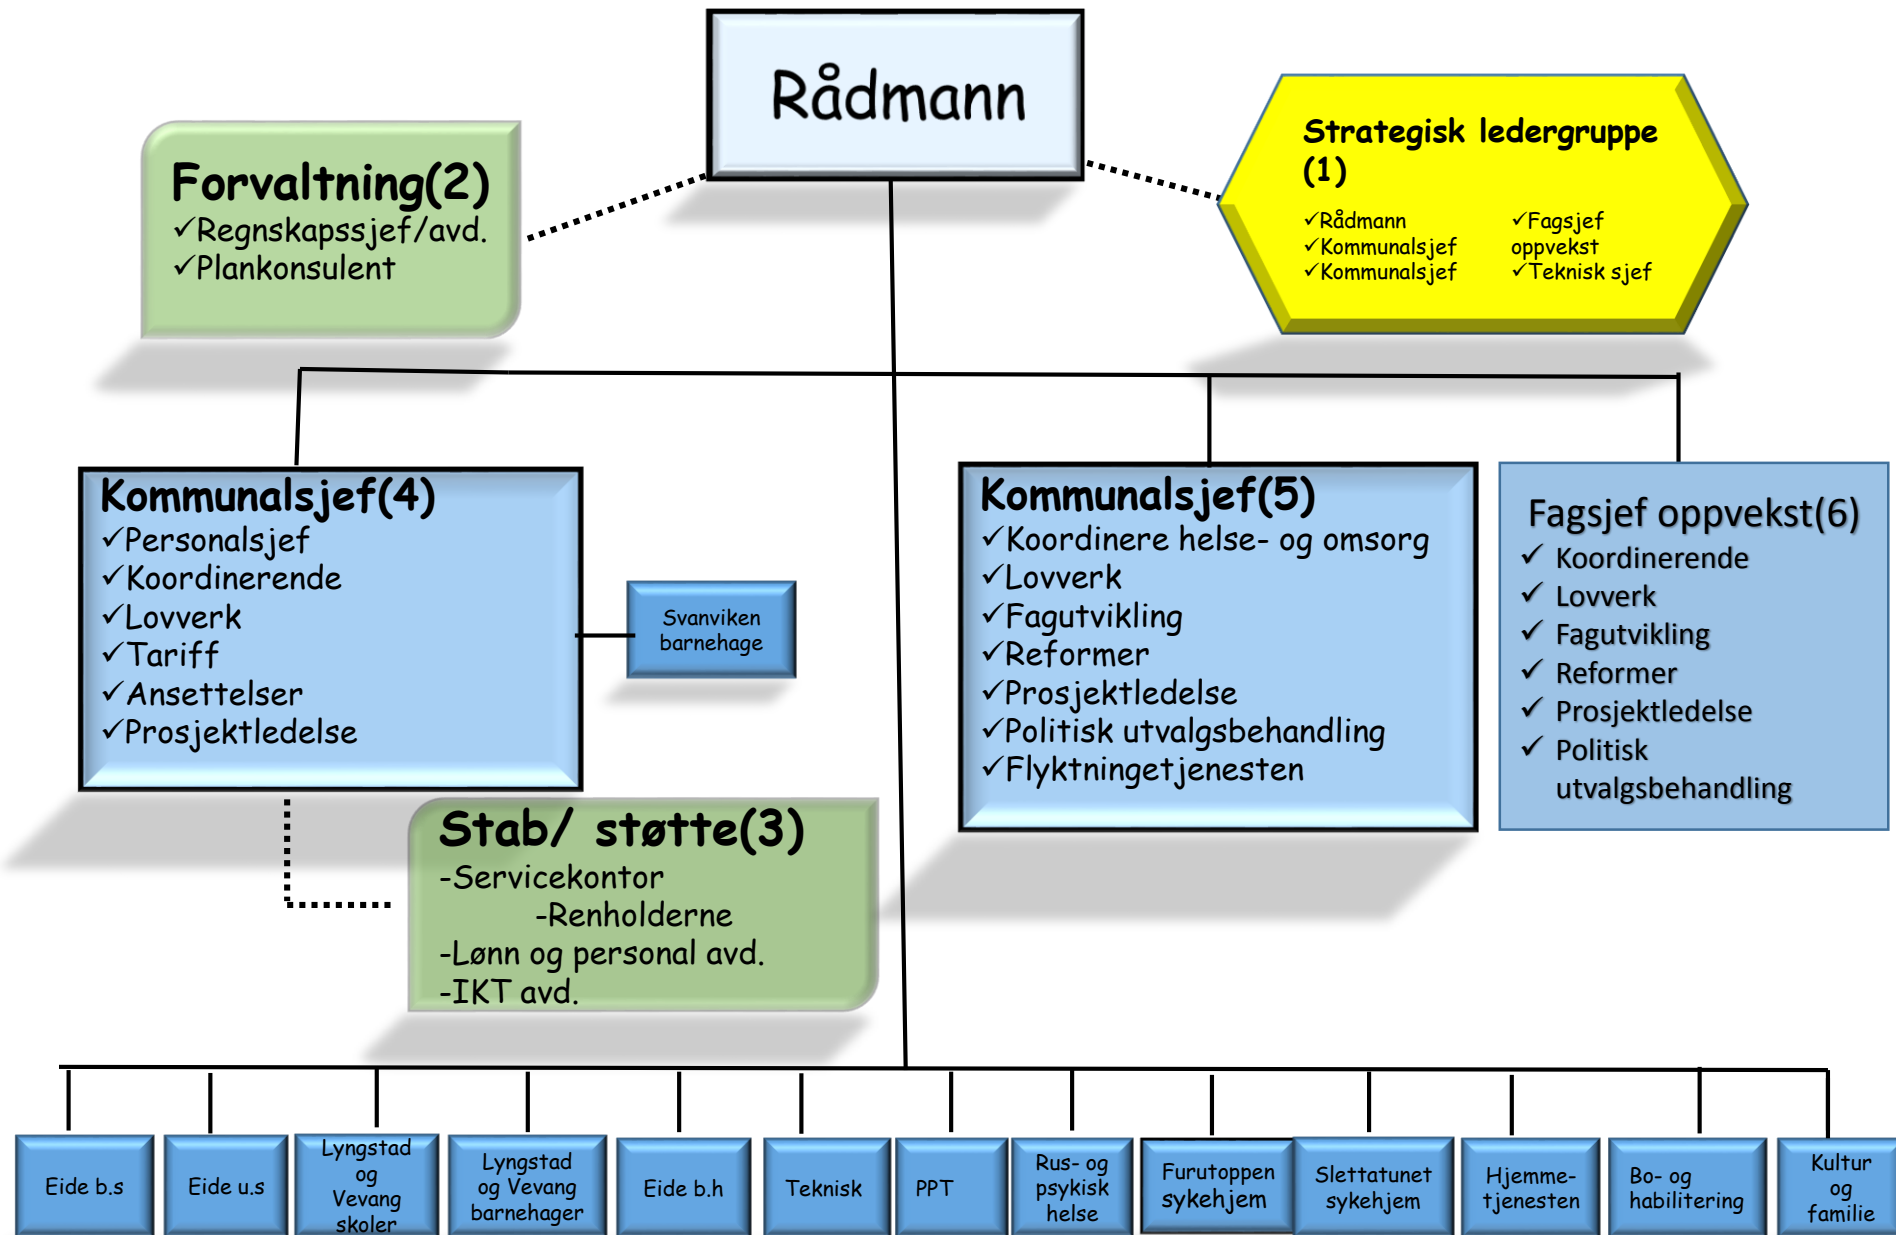 Rådmann
Forvaltning(2)
✓Regnskapssjef/avd.
✓Plankonsulent
Strategisk ledergruppe
(1)
✓Rådmann
✓Kommunalsjef
✓Kommunalsjef
✓Fagsjef
oppvekst
✓Teknisk sjef
Kommunalsjef(4)
✓Personalsjef
✓Koordinerende
✓Lovverk
✓Tariff
✓Ansettelser
✓Prosjektledelse
Svanviken
barnehage
Kommunalsjef(5)
✓Koordinere helse- og omsorg
✓Lovverk
✓Fagutvikling
✓Reformer
✓Prosjektledelse
✓Politisk utvalgsbehandling
✓Flyktningetjenesten
Fagsjef oppvekst(6)
✓ Koordinerende
✓ Lovverk
✓ Fagutvikling
✓ Reformer
✓ Prosjektledelse
✓ Politisk
utvalgsbehandling
Stab/ støtte(3)
-Servicekontor
-Renholderne
-Lønn og personal avd.
-IKT avd.
Eide b.s
Eide u.s
Lyngstad
og
Vevang
skoler
Lyngstad
og Vevang
barnehager
Eide b.h
Teknisk
PPT
Rus- og
psykisk
helse
Furutoppen
sykehjem
Slettatunet
sykehjem
Hjemme-
tjenesten
Bo- og
habilitering
Kultur
og
familie